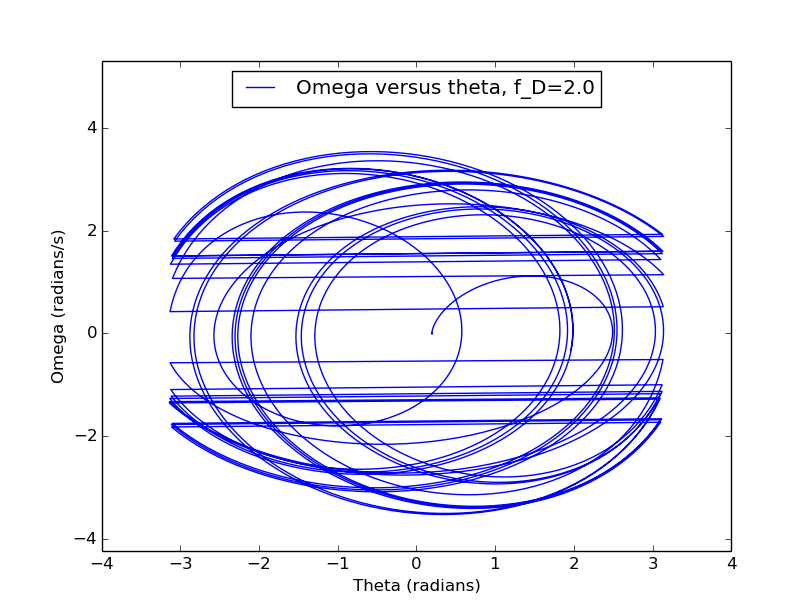 Omega versus theta, f_D=2.0
Omega (radians/s)
4
2
0
−2
−4
−4 −3 −2 −1 0 1 2 3 4
Theta (radians)